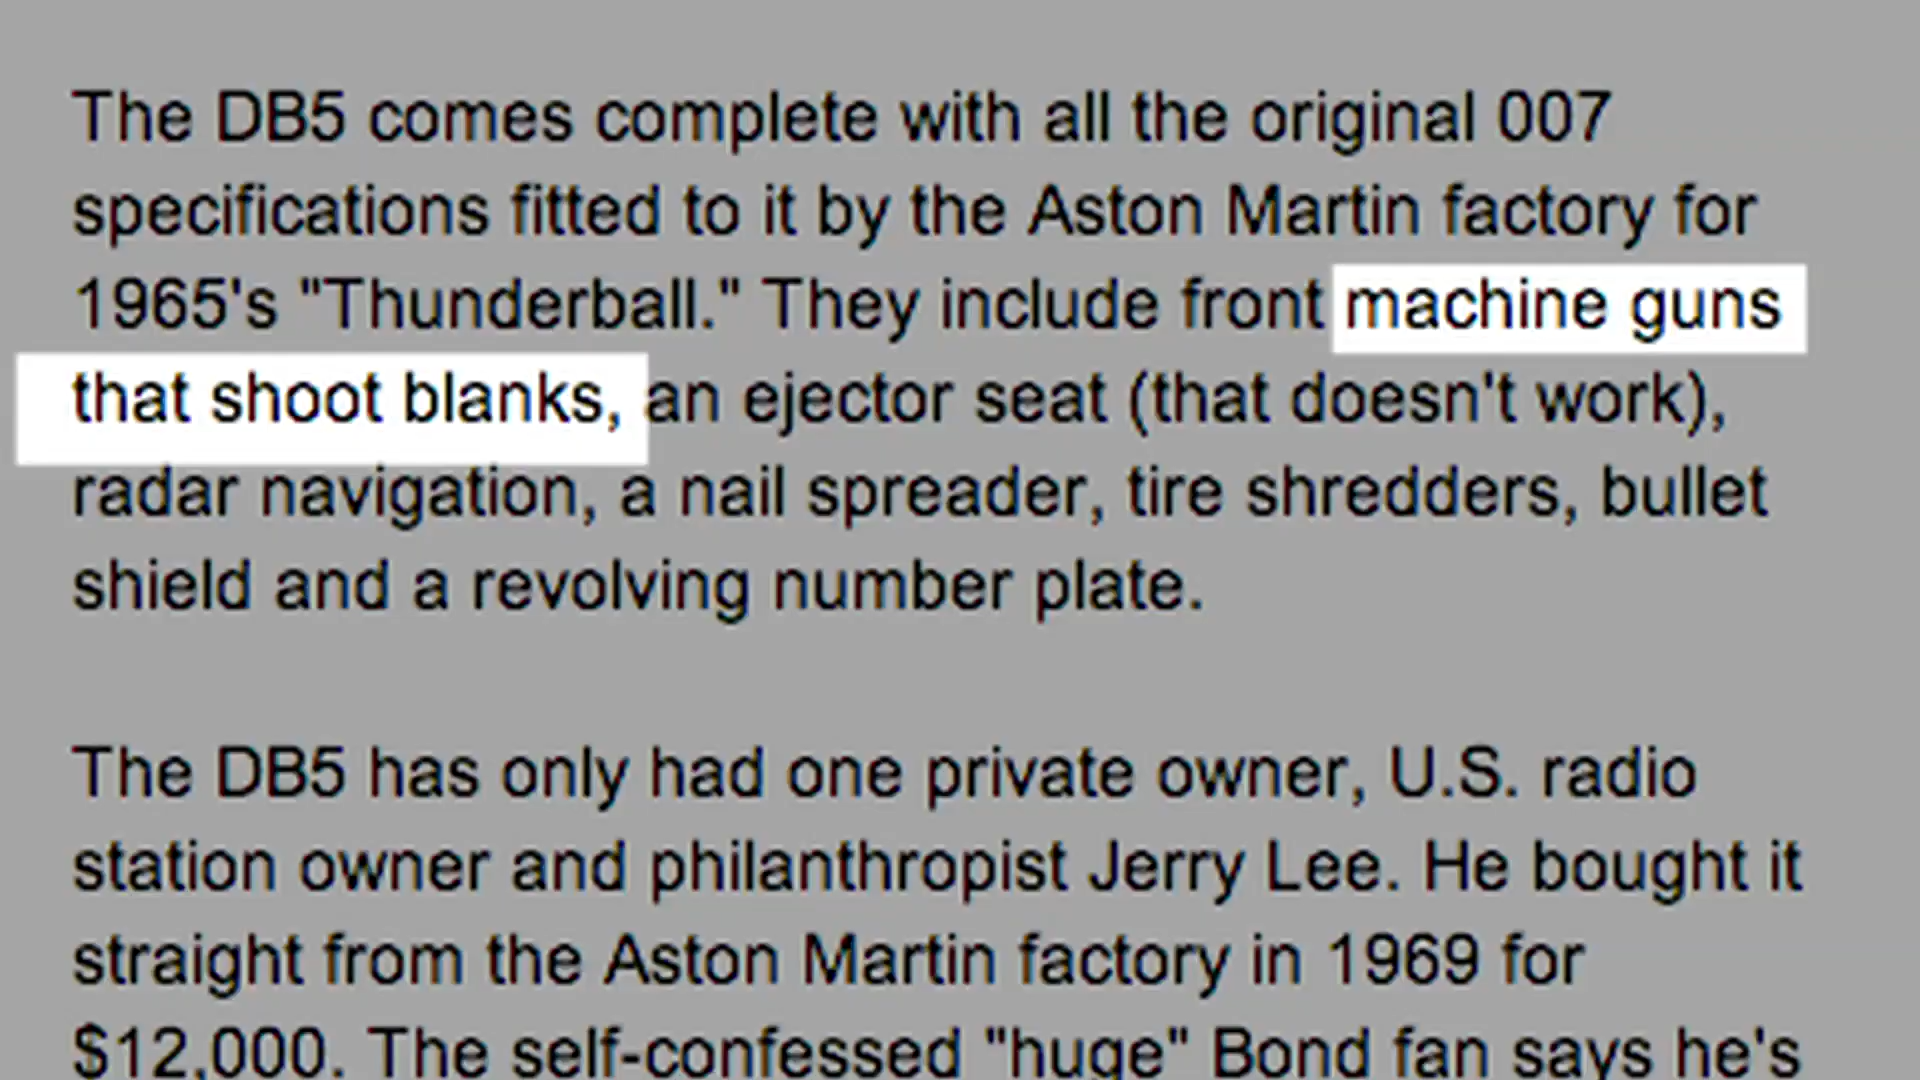 The DB5 comes complete with all the original 007
specifications fitted to it by the Aston Martin factory for
1965's "Thunderball." They include front machine guns
that shoot blanks, an ejector seat (that doesn't work),
radar navigation, a nail spreader, tire shredders, bullet
shield and a revolving number plate.
The DB5 has only had one private owner, U.S. radio
station owner and philanthropist Jerry Lee. He bought it
straight from the Aston Martin factory in 1969 for
$12,000. The self-confessed "huge" Bond fan says he's